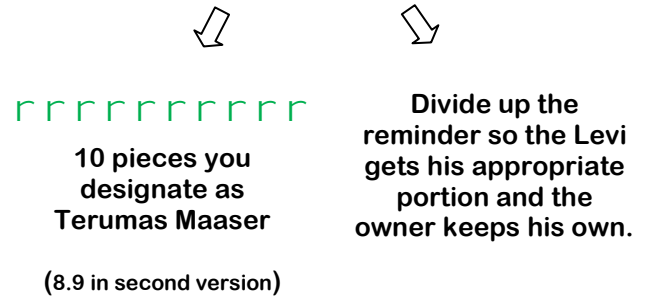 r r r r r r r r r r
10 pieces you
designate as
Terumas Maaser
(8.9 in second version)
Divide up the
reminder so the Levi
gets his appropriate
portion and the
owner keeps his own.